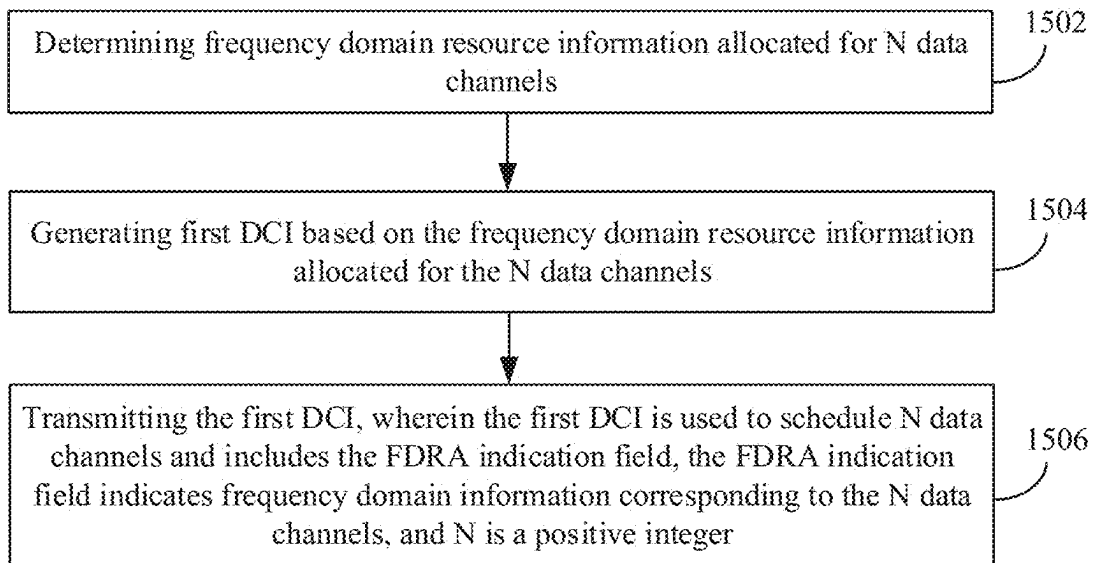 1502
Determining frequency domain resource information allocated for N data
channels
1504
Generating first DCI based on the frequency domain resource information
allocated for the N data channels
1506
Transmitting the first DCI, wherein the first DCI is used to schedule N data
channels and includes the FDRA indication field, the FDRA indication
field indicates frequency domain information corresponding to the N data
channels, and N is a positive integer